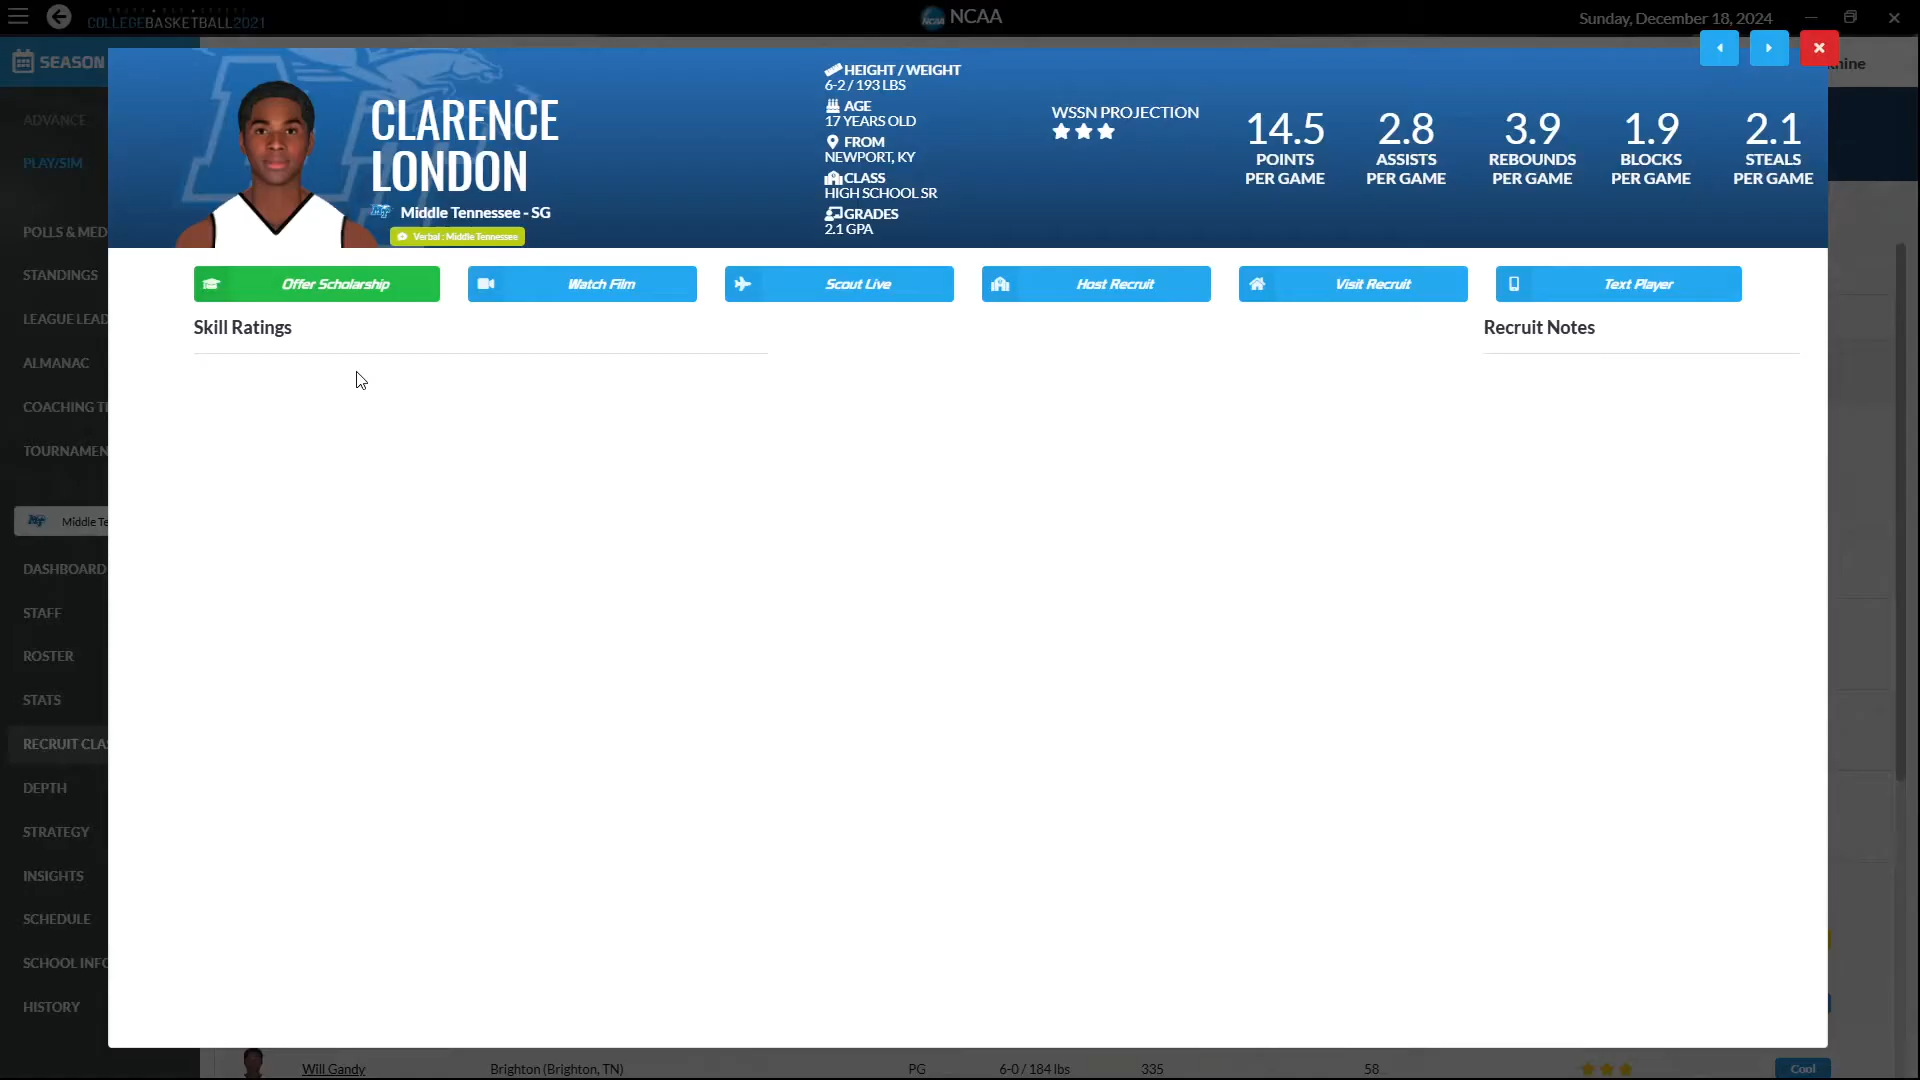 COLLEGEBASKETBALL2021
NCAA
Sunday, December 18, 2024
SEASON
ADVANCE
PLAY/SIM
POLLS & MED
STANDINGS
LEAGUE LEAD
ALMANAC
COACHING T
TOURNAMEN
Middle Te
DASHBOARD
STAFF
ROSTER
STATS
RECRUIT CLA
DEPTH
STRATEGY
INSIGHTS
SCHEDULE
SCHOOL INFO
HISTORY
CLARENCE
LONDON
Middle Tennessee - SG
Verbal : Middle Tennessee
HEIGHT / WEIGHT
6-2 / 193 LBS
AGE
17 YEARS OLD
FROM
NEWPORT, KY
CLASS
HIGH SCHOOL SR
GRADES
2.1 GPA
WSSN PROJECTION
14.5 POINTS PER GAME
2.8 ASSISTS PER GAME
3.9 REBOUNDS PER GAME
1.9 BLOCKS PER GAME
2.1 STEALS PER GAME
Offer Scholarship
Watch Film
Scout Live
Host Recruit
Visit Recruit
Text Player
Skill Ratings
Recruit Notes
Will Gandy Brighton (Brighton, TN) PG 6-0 / 184 lbs 335 58 Cool